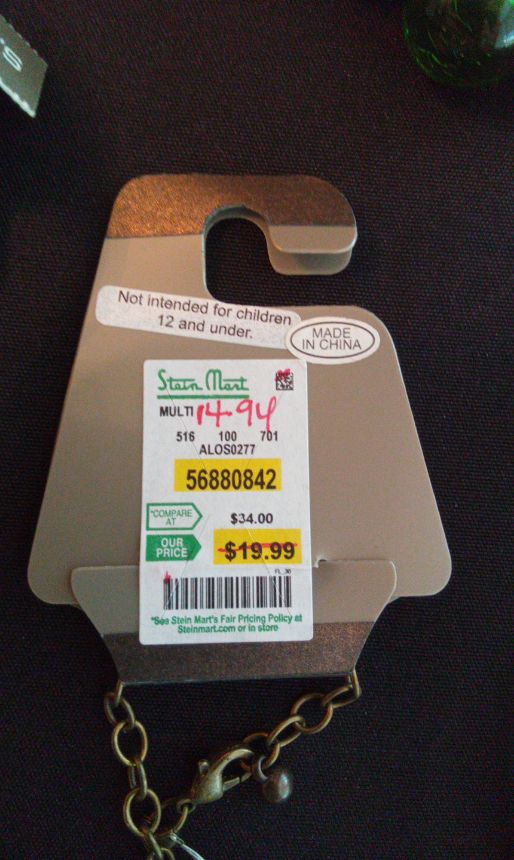 'S
Not intended for children
12 and under.
MADE
IN CHINA
Stein Mart
MULTI 14.94
516 100 701
ALOS0277
56880842
*COMPARE
AT
$34.00
OUR
PRICE
$19.99
*See Stein Mart's Fair Pricing Policy at
Steinmart.com or in store